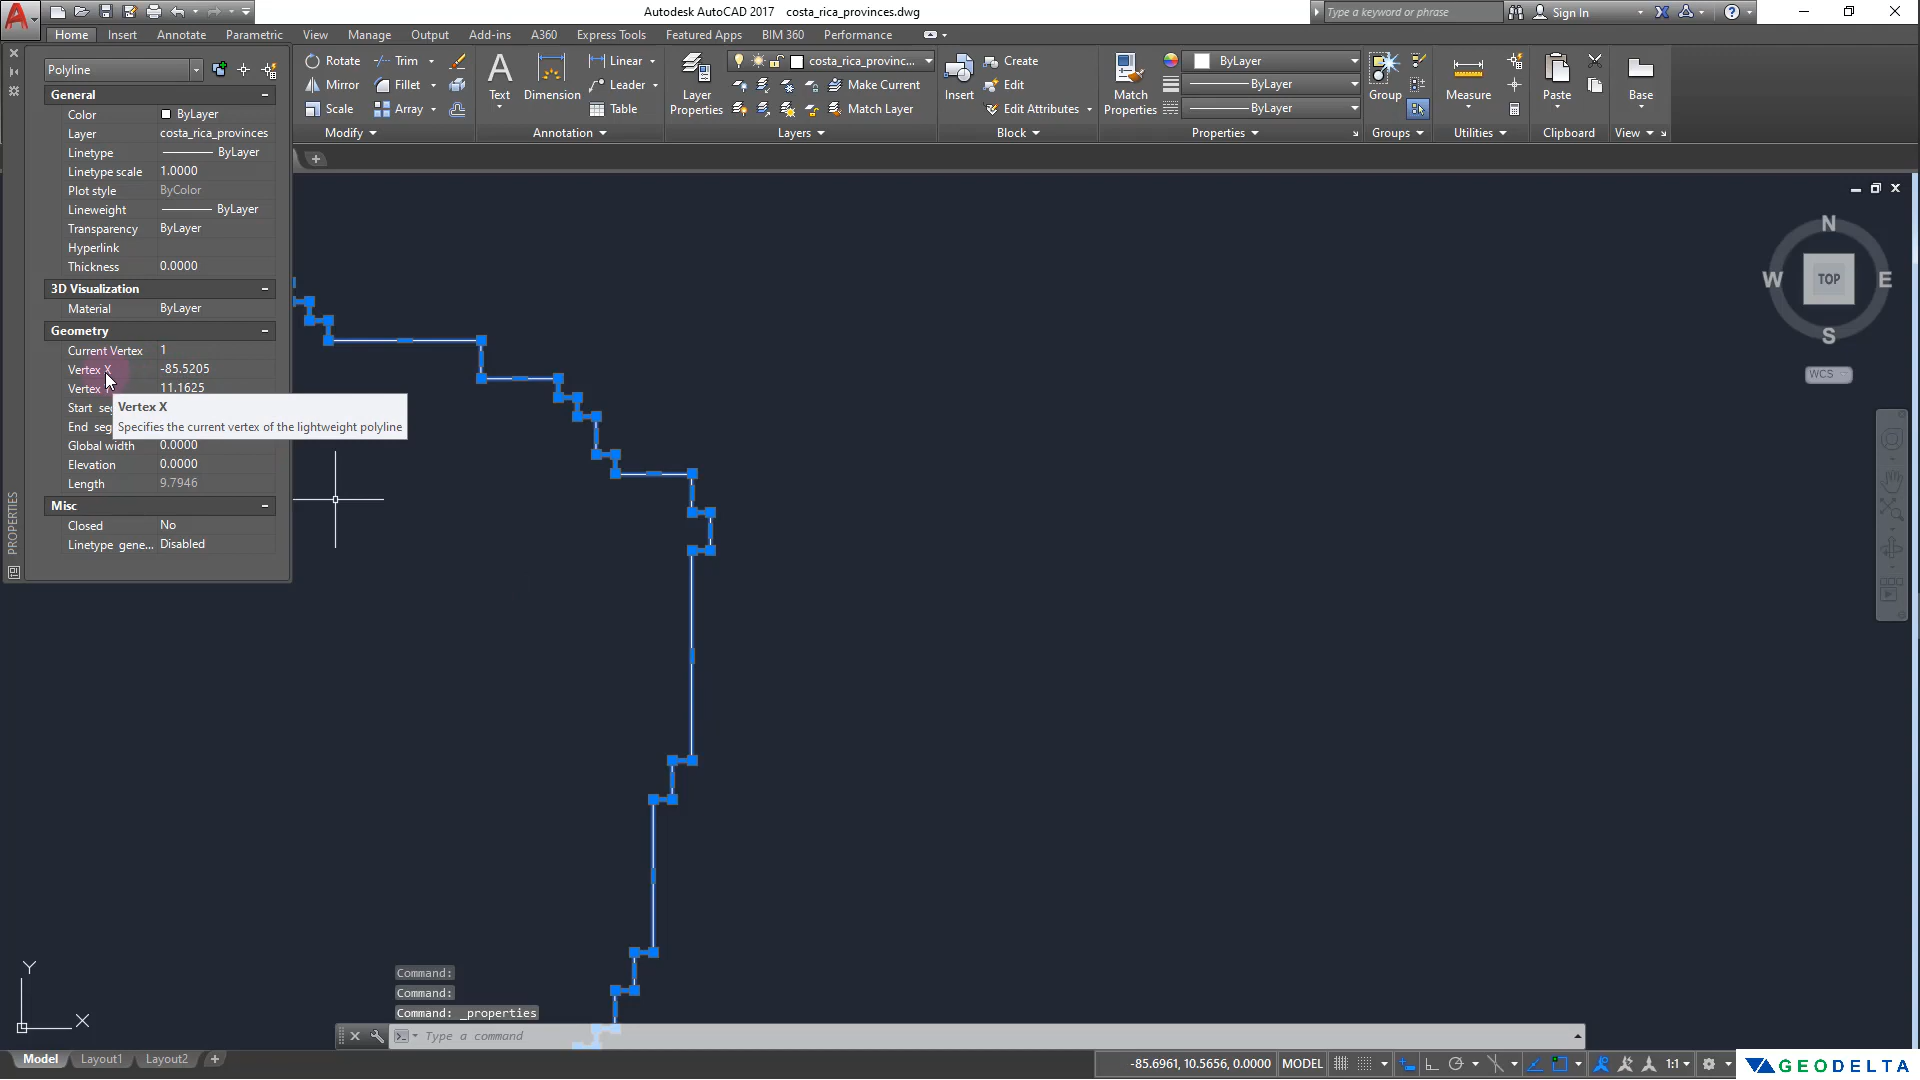 Autodesk AutoCAD 2017 costa_rica_provinces.dwg
Type a keyword or phrase
Sign In
Home Insert Annotate Parametric View Manage Output Add-ins A360 Express Tools Featured Apps BIM 360 Performance
Polyline
General
Color ByLayer
Layer costa_rica_provinces
Linetype ByLayer
Linetype scale 1.0000
Plot style ByColor
Lineweight ByLayer
Transparency ByLayer
Hyperlink
Thickness 0.0000
3D Visualization
Material ByLayer
Geometry
Current Vertex 1
Vertex X -85.5205
Vertex 11.1625
Start seg
End seg
Global width 0.0000
Elevation 0.0000
Length 9.7946
Misc
Closed No
Linetype gene... Disabled
PROPERTIES
Vertex X
Specifies the current vertex of the lightweight polyline
Rotate Trim
Mirror Fillet
Scale Array
Modify
Text
Dimension
Linear
Leader
Table
Annotation
Layer
Properties
costa_rica_provinc...
Make Current
Match Layer
Layers
Insert
Create
Edit
Edit Attributes
Block
Match
Properties
ByLayer
ByLayer
ByLayer
Properties
Group
Groups
Measure
Utilities
Paste
Clipboard
Base
View
N
W TOP E
S
WCS
Y
X
Command:
Command:
Command: _properties
Type a command
Model Layout1 Layout2
-85.6961, 10.5656, 0.0000 MODEL
1:1
GEODELTA